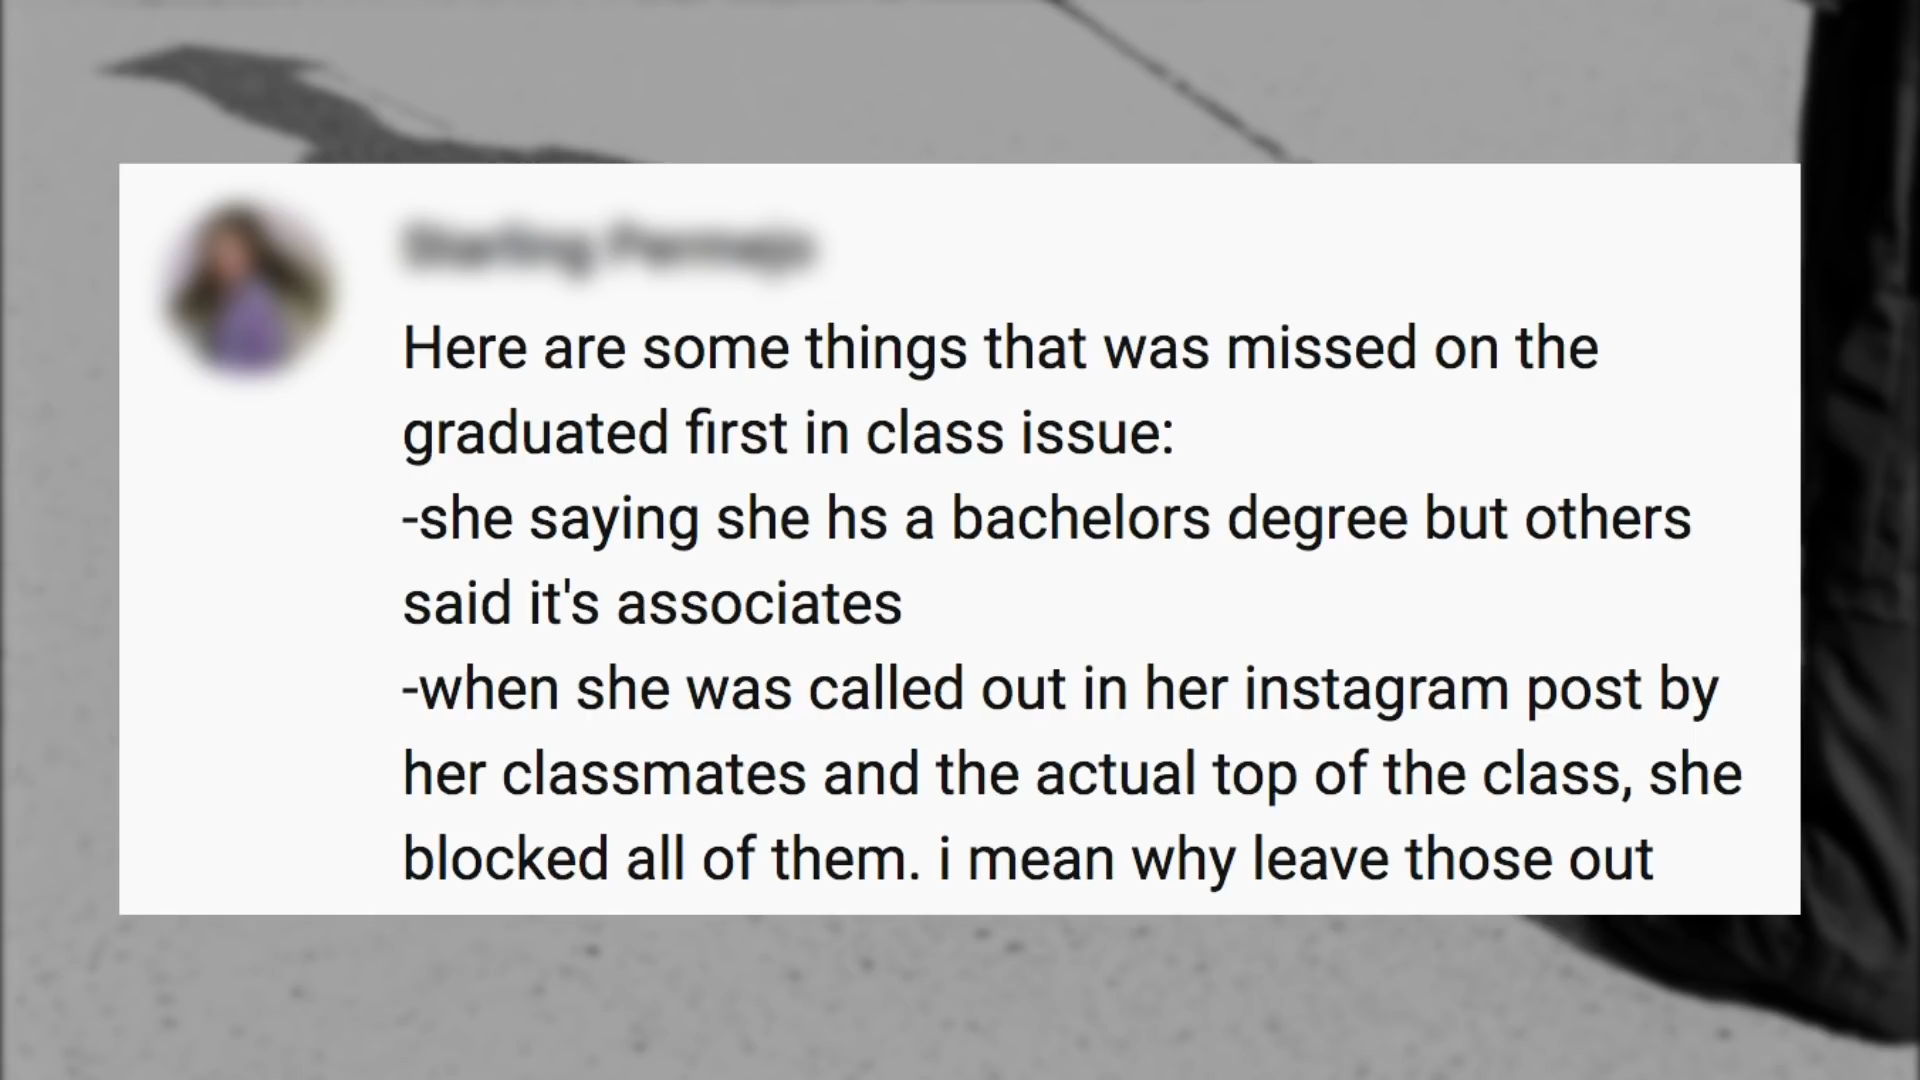 Here are some things that was missed on the
graduated first in class issue:
-she saying she hs a bachelors degree but others
said it's associates
-when she was called out in her instagram post by
her classmates and the actual top of the class, she
blocked all of them. i mean why leave those out